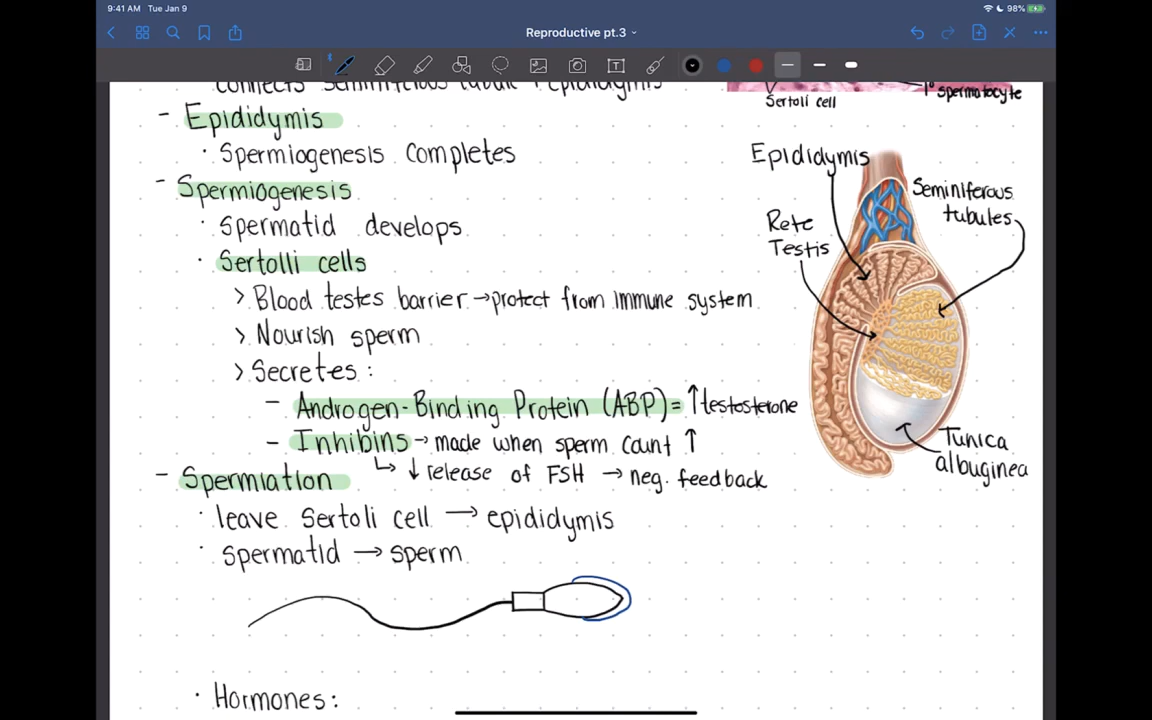 9:41 AM Tue Jan 9
98%
Reproductive pt.3
connects seminiferous tubule
Sertoli cell
1° spermatocyte
- Epididymis
· Spermiogenesis completes
- Spermiogenesis
· Spermatid develops
· Sertolli cells
> Blood testes barrier → protect from immune system
> Nourish sperm
> Secretes:
- Androgen-Binding Protein (ABP) = ↑ testosterone
- Inhibins → made when sperm count ↑
↳ ↓ release of FSH → neg. feedback
- Spermiation
· leave Sertoli cell → epididymis
· spermatid → sperm
· Hormones:
Epididymis
Seminiferous
tubules
Rete
Testis
Tunica
albuginea